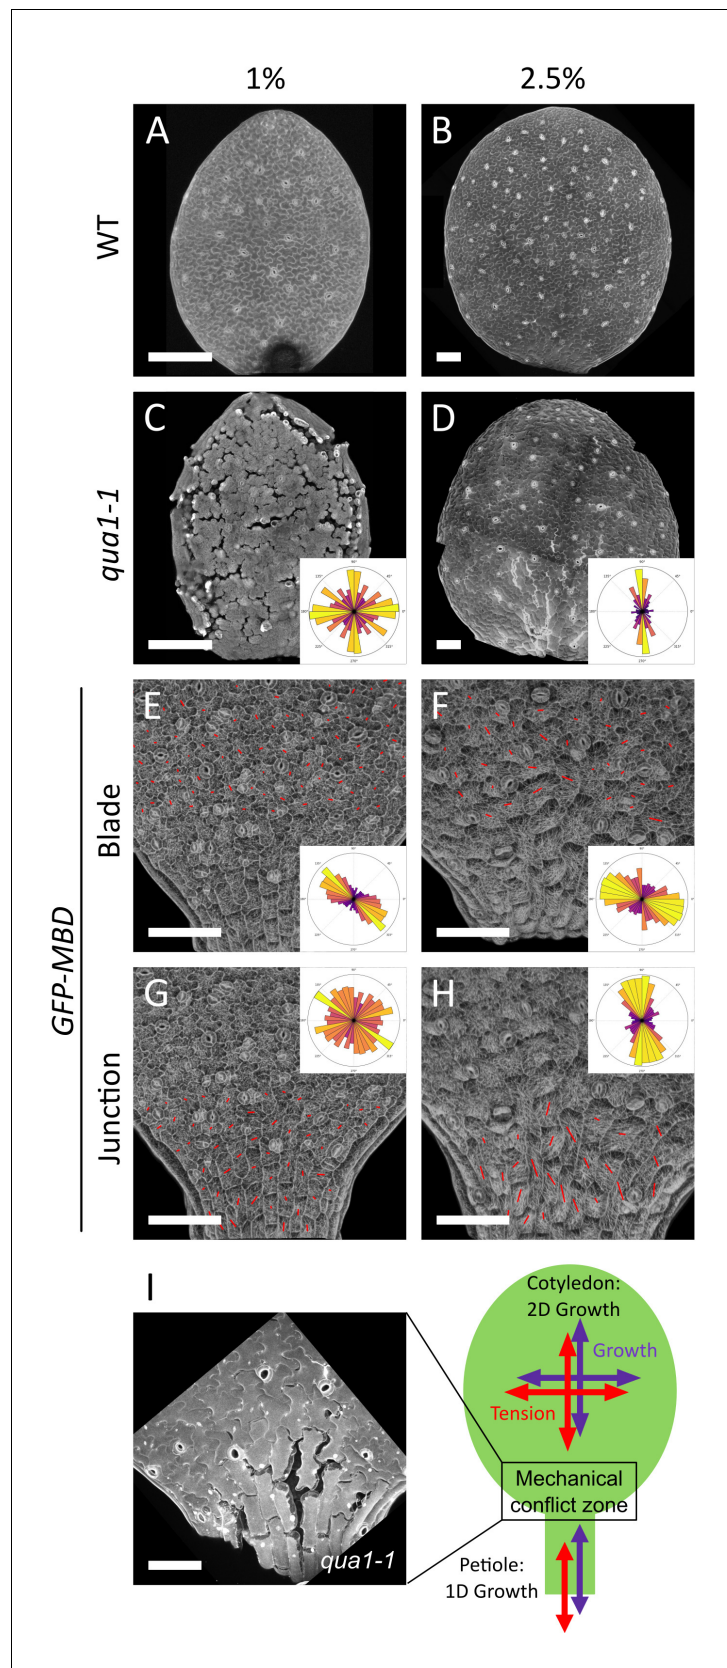 1%
2.5%
WT
A
B
qua1-1
C
D
GFP-MBD
Blade
E
F
Junction
G
H
I
qua1-1
Cotyledon:
2D Growth
Growth
Tension
Mechanical
conflict zone
Petiole:
1D Growth